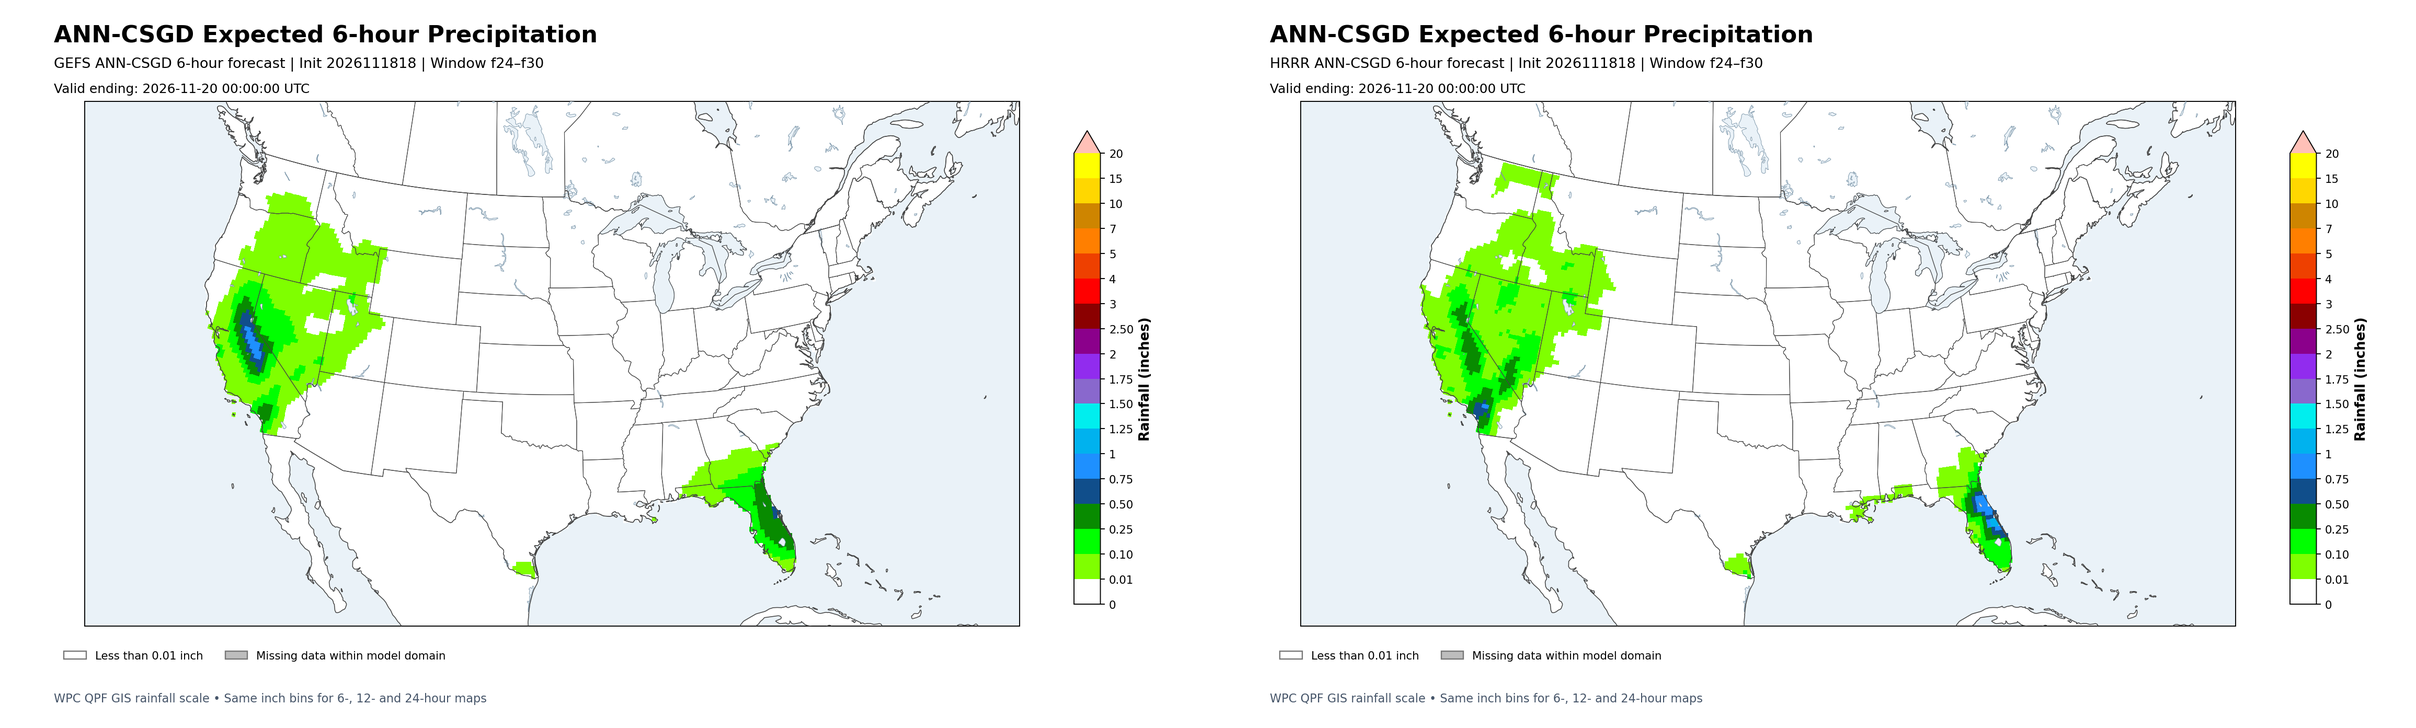 ANN-CSGD Expected 6-hour Precipitation
GEFS ANN-CSGD 6-hour forecast | Init 2026111818 | Window f24–f30
Valid ending: 2026-11-20 00:00:00 UTC
20
15
10
7
5
4
3
2.50
2
1.75
1.50
1.25
1
0.75
0.50
0.25
0.10
0.01
0
Rainfall (inches)
Less than 0.01 inch
Missing data within model domain
WPC QPF GIS rainfall scale • Same inch bins for 6-, 12- and 24-hour maps
ANN-CSGD Expected 6-hour Precipitation
HRRR ANN-CSGD 6-hour forecast | Init 2026111818 | Window f24–f30
Valid ending: 2026-11-20 00:00:00 UTC
20
15
10
7
5
4
3
2.50
2
1.75
1.50
1.25
1
0.75
0.50
0.25
0.10
0.01
0
Rainfall (inches)
Less than 0.01 inch
Missing data within model domain
WPC QPF GIS rainfall scale • Same inch bins for 6-, 12- and 24-hour maps